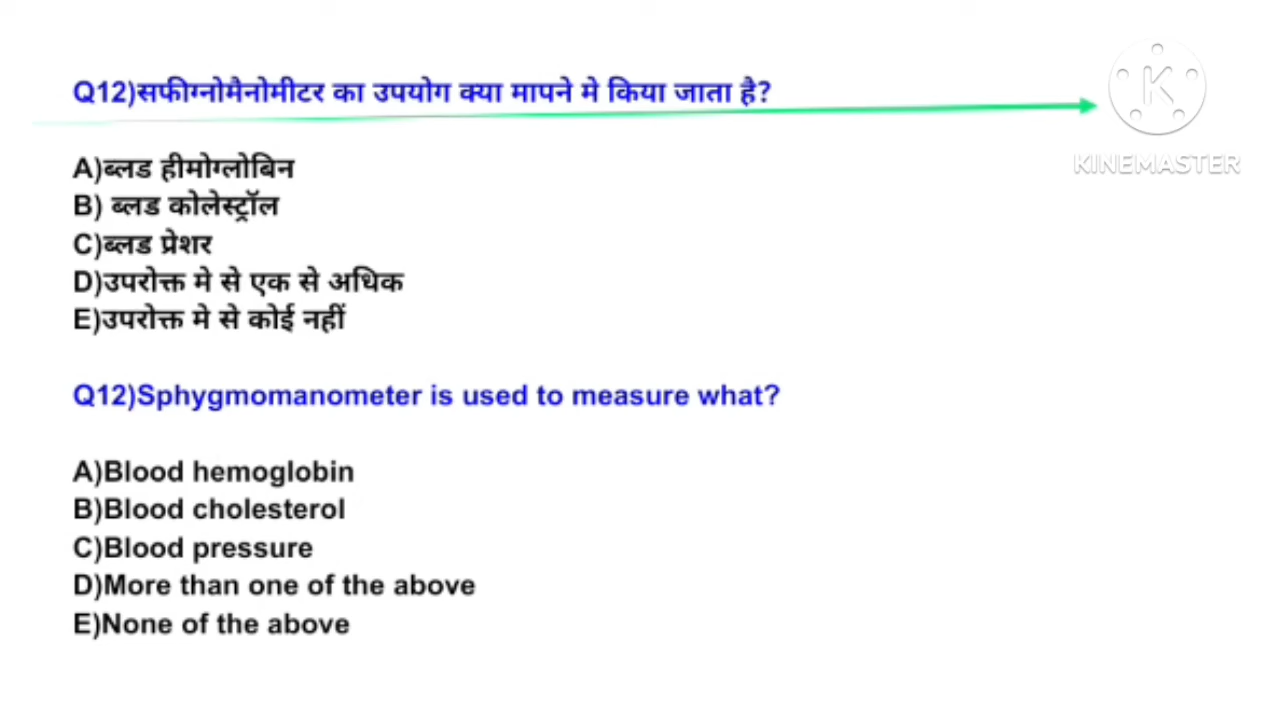 Q12)सफीग्नोमैनोमीटर का उपयोग क्या मापने मे किया जाता है?
KINEMASTER
A)ब्लड हीमोग्लोबिन
B) ब्लड कोलेस्ट्रॉल
C)ब्लड प्रेशर
D)उपरोक्त मे से एक से अधिक
E)उपरोक्त मे से कोई नहीं
Q12)Sphygmomanometer is used to measure what?
A)Blood hemoglobin
B)Blood cholesterol
C)Blood pressure
D)More than one of the above
E)None of the above